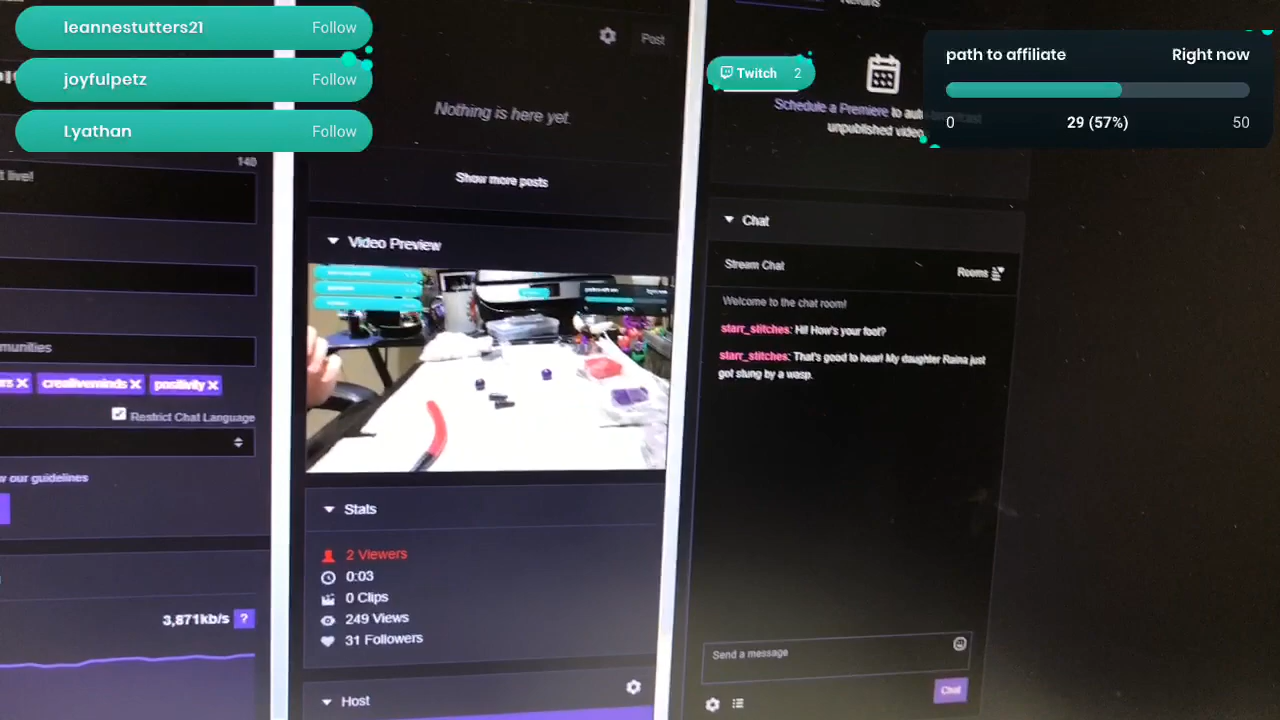 leannestutters21 Follow
joyfulpetz Follow
Lyathan Follow
140
t live!
munities
rs X creativeminds X positivity X
Restrict Chat Language
w our guidelines
3,871kb/s ?
Post
Nothing is here yet.
Show more posts
Video Preview
Stats
2 Viewers
0:03
0 Clips
249 Views
31 Followers
Host
Twitch 2
Schedule a Premiere to
unpublished video
path to affiliate Right now
0 29 (57%) 50
Chat
Stream Chat Rooms
Welcome to the chat room!
starr_stitches: Hi! How's your foot?
starr_stitches: That's good to hear! My daughter Raina just
got stung by a wasp.
Send a message
Chat